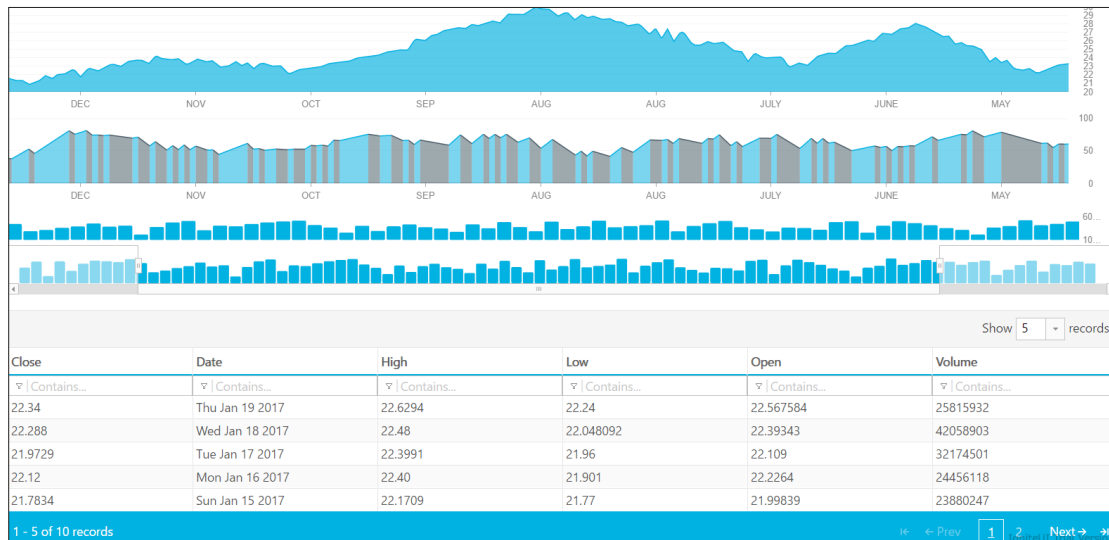 30
29
28
27
26
25
24
23
22
21
20
DEC NOV OCT SEP AUG AUG JULY JUNE MAY
100
50
0
DEC NOV OCT SEP AUG AUG JULY JUNE MAY
60...
10...
Show 5 records
Close Date High Low Open Volume
Contains... Contains... Contains... Contains... Contains... Contains...
22.34 Thu Jan 19 2017 22.6294 22.24 22.567584 25815932
22.288 Wed Jan 18 2017 22.48 22.048092 22.39343 42058903
21.9729 Tue Jan 17 2017 22.3991 21.96 22.109 32174501
22.12 Mon Jan 16 2017 22.40 21.901 22.2264 24456118
21.7834 Sun Jan 15 2017 22.1709 21.77 21.99839 23880247
1 - 5 of 10 records Prev 1 2 Next